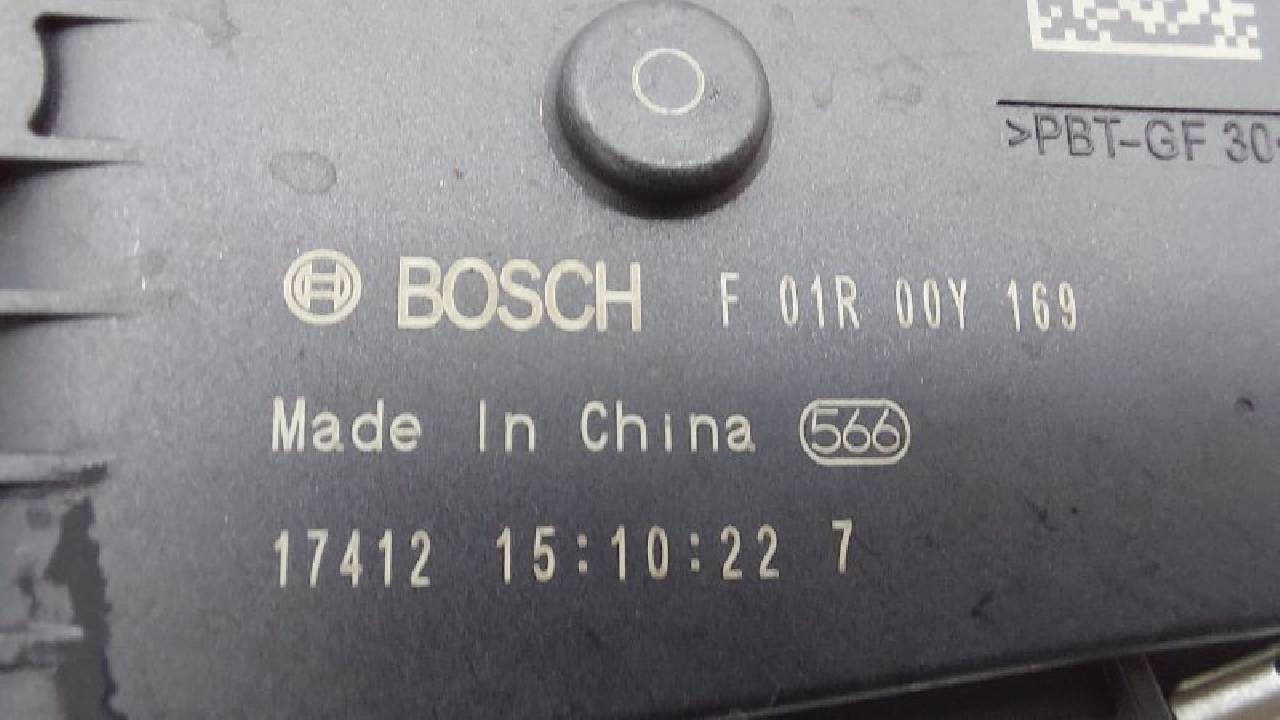 >PBT-GF 30<
BOSCH F 01R 00Y 169
Made In China 566
17412 15:10:22 7